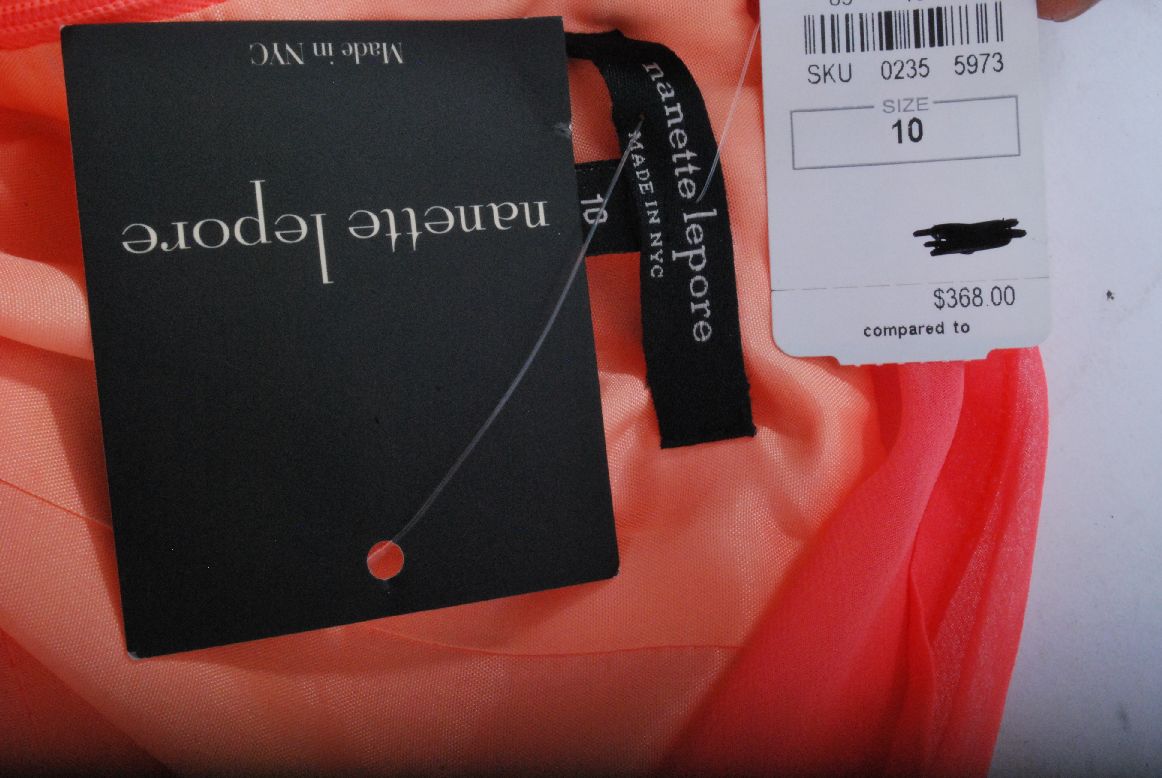 Made in NYC
nanette lepore
nanette lepore
MADE IN NYC
10
SKU 0235 5973
SIZE
10
$368.00
compared to